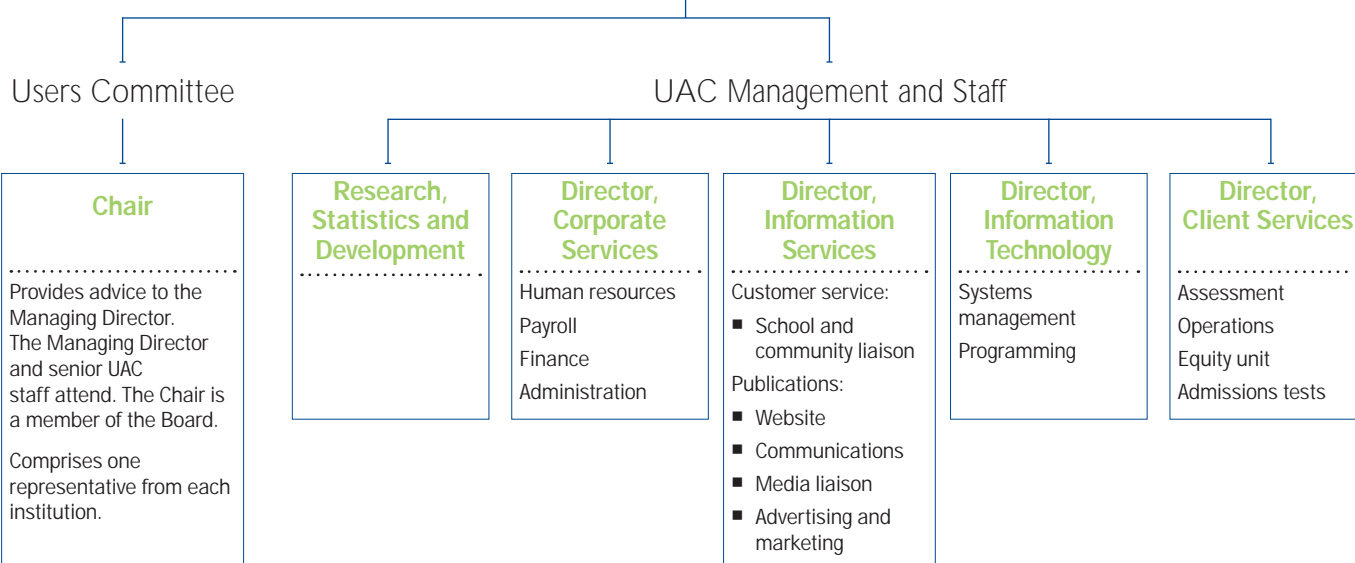 Users Committee
UAC Management and Staff
Chair
Provides advice to the
Managing Director.
The Managing Director
and senior UAC
staff attend. The Chair is
a member of the Board.
Comprises one
representative from each
institution.
Research,
Statistics and
Development
Director,
Corporate
Services
Human resources
Payroll
Finance
Administration
Director,
Information
Services
Customer service:
■ School and
community liaison
Publications:
■ Website
■ Communications
■ Media liaison
■ Advertising and
marketing
Director,
Information
Technology
Systems
management
Programming
Director,
Client Services
Assessment
Operations
Equity unit
Admissions tests